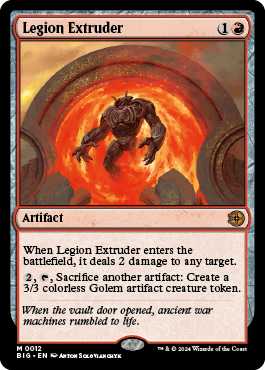 Legion Extruder 1
Artifact
When Legion Extruder enters the
battlefield, it deals 2 damage to any target.
2, , Sacrifice another artifact: Create a
3/3 colorless Golem artifact creature token.
When the vault door opened, ancient war
machines rumbled to life.
M 0012
BIG • EN Anton Solovianchyk
™ & © 2024 Wizards of the Coast